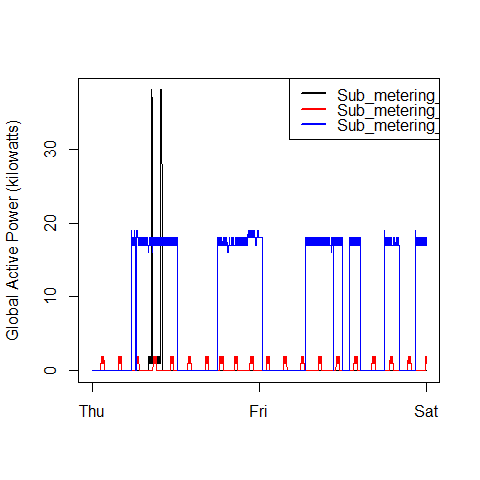 Sub_metering_
Sub_metering_
Sub_metering_
Global Active Power (kilowatts)
30
20
10
0
Thu Fri Sat